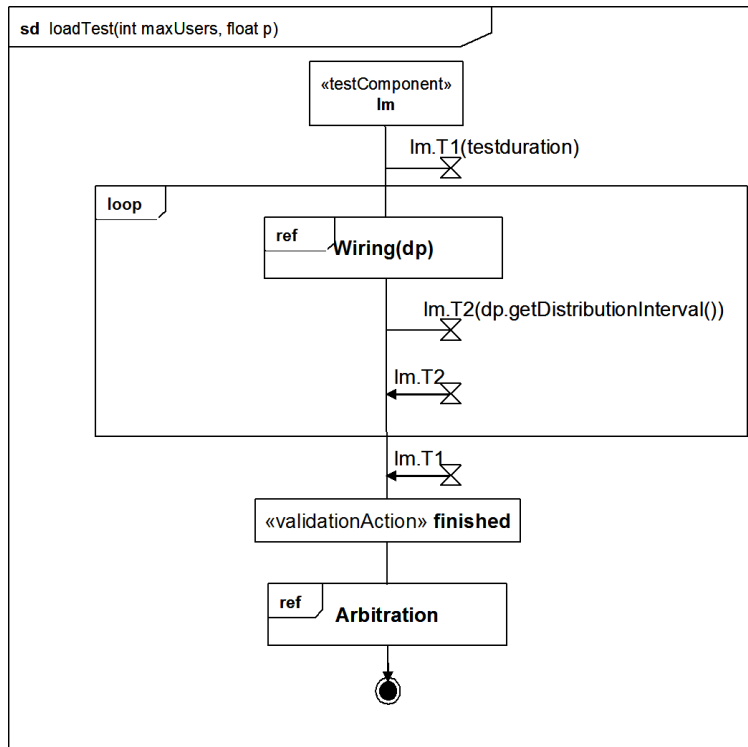 sd loadTest(int maxUsers, float p)
«testComponent»
lm
lm.T1(testduration)
loop
ref
Wiring(dp)
lm.T2(dp.getDistributionInterval())
lm.T2
lm.T1
«validationAction» finished
ref
Arbitration